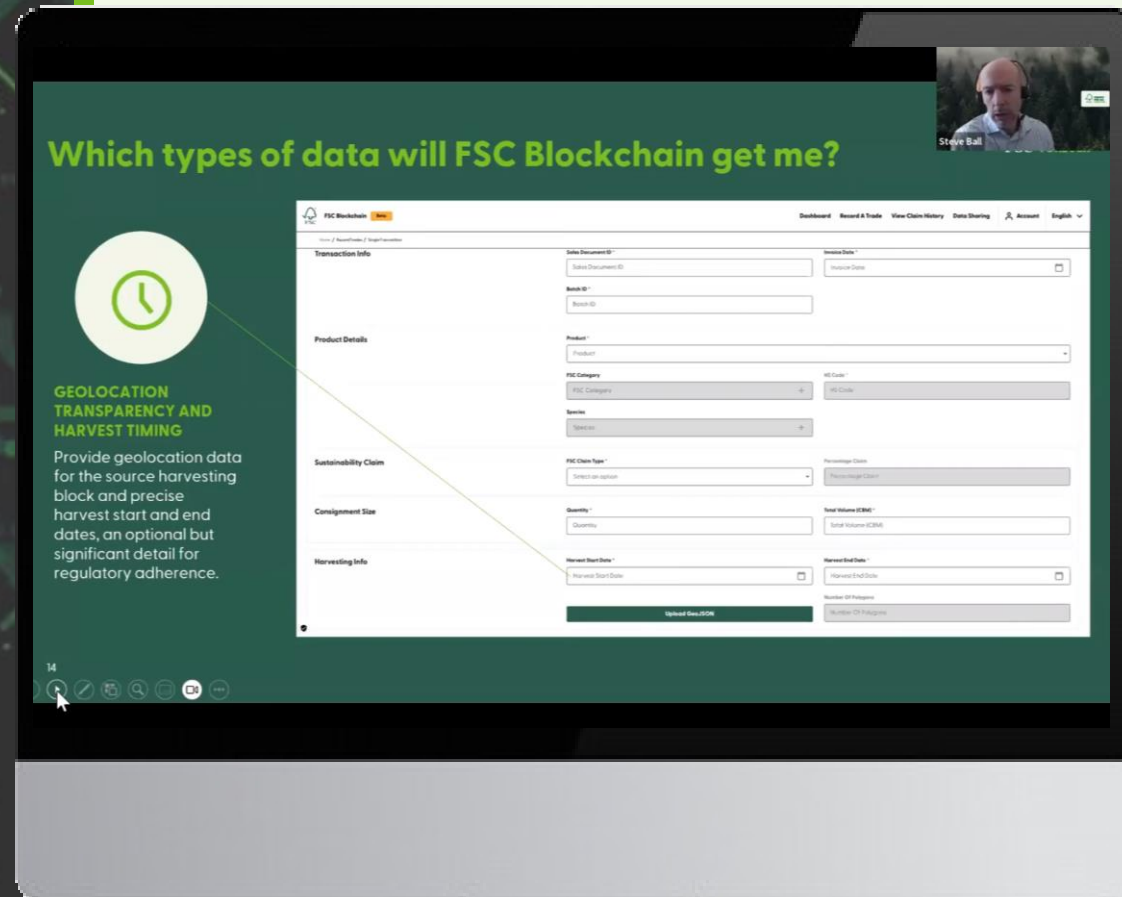 Which types of data will FSC Blockchain get me?
Steve Ball
GEOLOCATION
TRANSPARENCY AND
HARVEST TIMING
Provide geolocation data
for the source harvesting
block and precise
harvest start and end
dates, an optional but
significant detail for
regulatory adherence.
14
FSC
FSC Blockchain Beta
Dashboard Record A Trade View Claim History Data Sharing Account English
Transaction Info
Sales Document ID * Invoice Date *
Sales Document ID Invoice Date
Batch ID *
Batch ID
Product Details
Product *
Product
FSC Category HS Code *
FSC Category HS Code
Species
Species
Sustainability Claim
FSC Claim Type * Percentage Claim
Select an option Percentage Claim
Consignment Size
Quantity * Total Volume (CBM) *
Quantity Total Volume (CBM)
Harvesting Info
Harvest Start Date * Harvest End Date *
Harvest Start Date Harvest End Date
Number Of Polygons
Upload GeoJSON Number Of Polygons